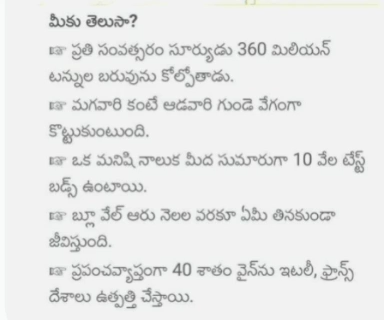 మీకు తెలుసా?
☞ ప్రతి సంవత్సరం సూర్యుడు 360 మిలియన్
టన్నుల బరువును కోల్పోతాడు.
☞ మగవారి కంటే ఆడవారి గుండె వేగంగా
కొట్టుకుంటుంది.
☞ ఒక మనిషి నాలుక మీద సుమారుగా 10 వేల టేస్ట్
బడ్స్ ఉంటాయి.
☞ బ్లూ వేల్ ఆరు నెలల వరకూ ఏమీ తినకుండా
జీవిస్తుంది.
☞ ప్రపంచవ్యాప్తంగా 40 శాతం వైన్‌ను ఇటలీ, ఫ్రాన్స్
దేశాలు ఉత్పత్తి చేస్తాయి.